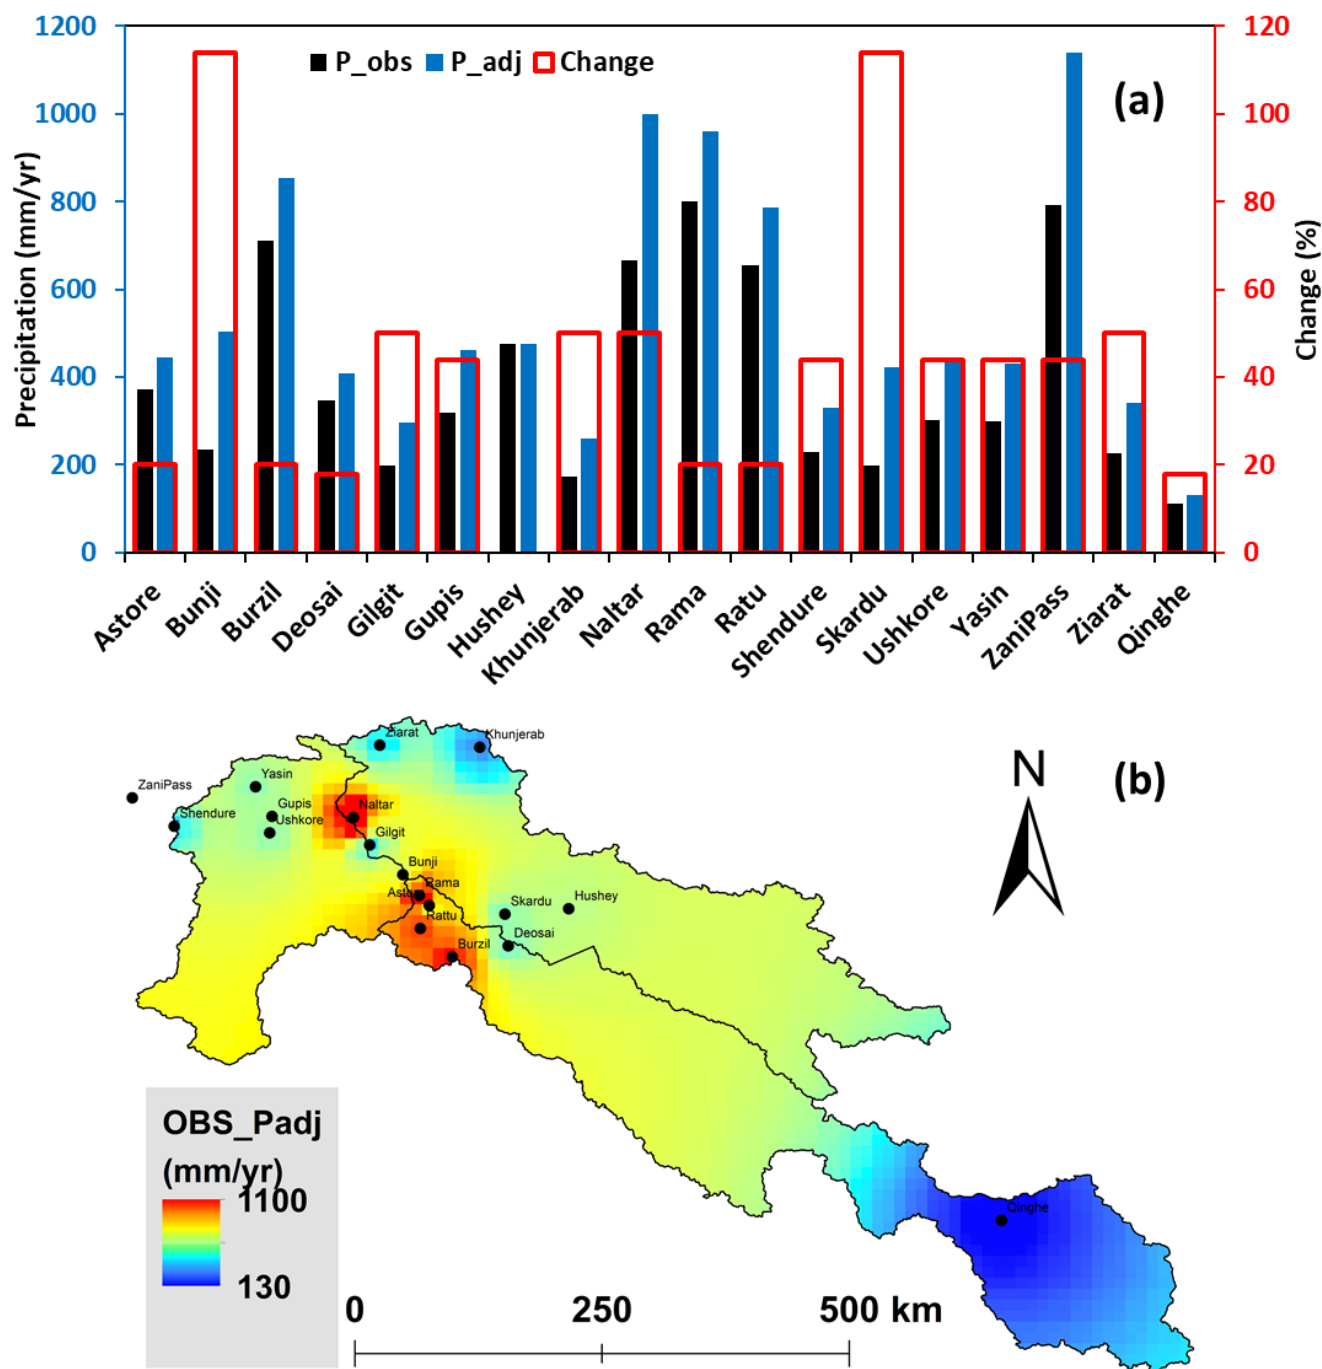 1200
1000
800
600
400
200
0
Precipitation (mm/yr)
P_obs P_adj Change
(a)
120
100
80
60
40
20
0
Change (%)
Astore
Bunji
Burzil
Deosai
Gilgit
Gupis
Hushey
Khunjerab
Naltar
Rama
Ratu
Shendure
Skardu
Ushkore
Yasin
ZaniPass
Ziarat
Qinghe
(b)
N
Ziarat
Khunjerab
Yasin
ZaniPass
Gupis
Naltar
Shendure
Ushkore
Gilgit
Bunji
Rama
Asto
Skardu
Hushey
Rattu
Deosai
Burzil
Qinghe
OBS_Padj
(mm/yr)
1100
130
0 250 500 km